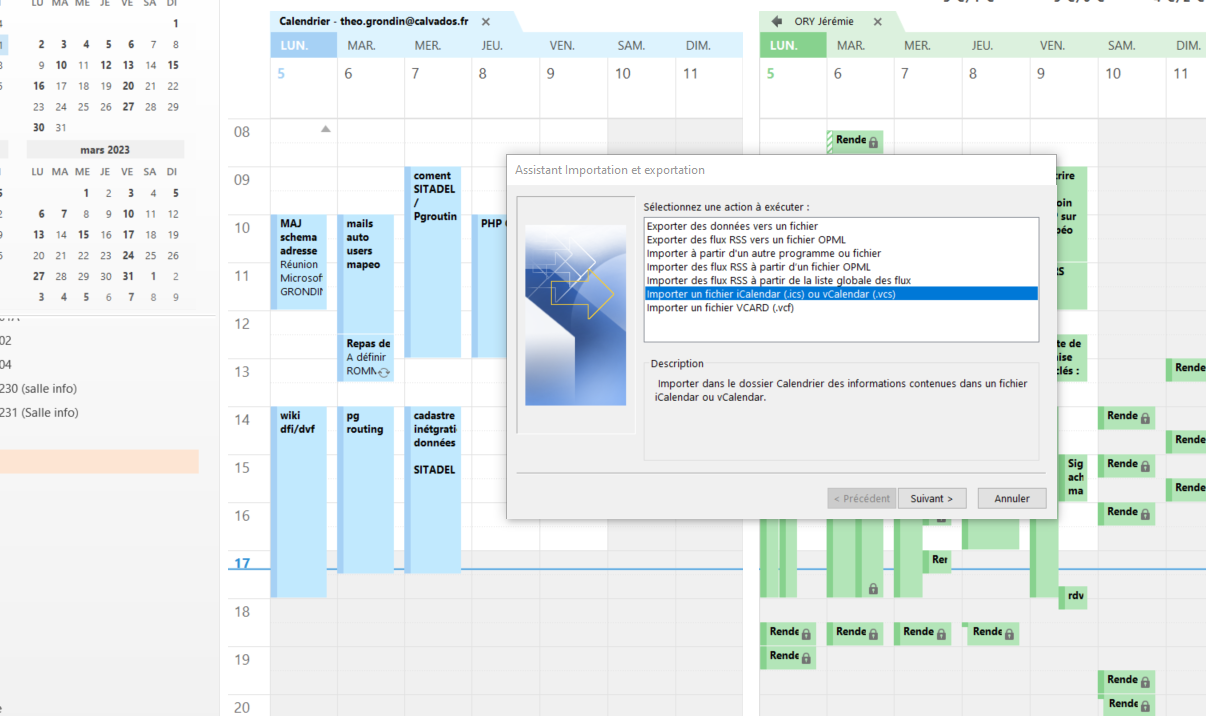 LU MA ME JE VE SA DI
1
2 3 4 5 6 7 8
9 10 11 12 13 14 15
16 17 18 19 20 21 22
23 24 25 26 27 28 29
30 31
mars 2023
LU MA ME JE VE SA DI
1 2 3 4 5
6 7 8 9 10 11 12
13 14 15 16 17 18 19
20 21 22 23 24 25 26
27 28 29 30 31 1 2
3 4 5 6 7 8 9
02
04
230 (salle info)
231 (Salle info)
Calendrier - theo.grondin@calvados.fr
LUN. MAR. MER. JEU. VEN. SAM. DIM.
5 6 7 8 9 10 11
08
09
10
11
12
13
14
15
16
17
18
19
20
MAJ
schema
adresse
Réunion
Microsof
GRONDIN
mails
auto
users
mapeo
Repas de
A définir
ROMM
coment
SITADEL
/
Pgroutin
PHP
wiki
dfi/dvf
pg
routing
cadastre
inétgrati
données
SITADEL
ORY Jérémie
LUN. MAR. MER. JEU. VEN. SAM. DIM.
5 6 7 8 9 10 11
Rende
crire
oin
sur
péo
RS
te de
ise
clés :
Rende
Rende
Rende
Rende
Sig
ach
ma
Rende
Rende
Rer
rdv
Rende Rende Rende Rende
Rende
Rende
Rende
Assistant Importation et exportation
Sélectionnez une action à exécuter :
Exporter des données vers un fichier
Exporter des flux RSS vers un fichier OPML
Importer à partir d'un autre programme ou fichier
Importer des flux RSS à partir d'un fichier OPML
Importer des flux RSS à partir de la liste globale des flux
Importer un fichier iCalendar (.ics) ou vCalendar (.vcs)
Importer un fichier VCARD (.vcf)
Description
Importer dans le dossier Calendrier des informations contenues dans un fichier
iCalendar ou vCalendar.
< Précédent Suivant > Annuler